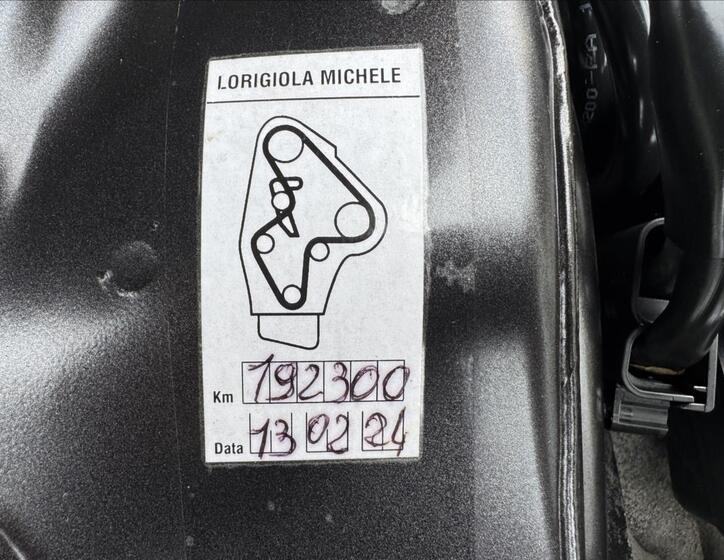 LORIGIOLA MICHELE
Km 192300
Data 13 02 24